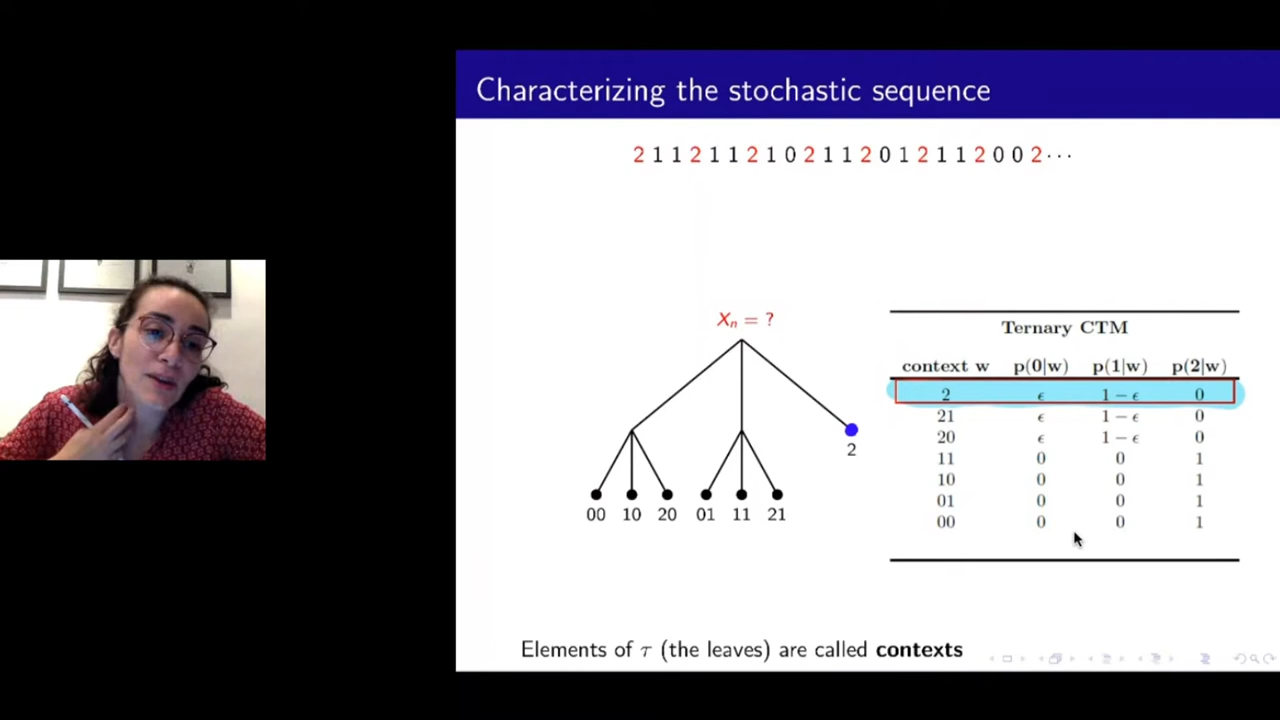 Characterizing the stochastic sequence
2 1 1 2 1 1 2 1 0 2 1 1 2 0 1 2 1 1 2 0 0 2 ···
Xₙ = ?
2
00 10 20 01 11 21
Ternary CTM
context w p(0|w) p(1|w) p(2|w)
2 ϵ 1 − ϵ 0
21 ϵ 1 − ϵ 0
20 ϵ 1 − ϵ 0
11 0 0 1
10 0 0 1
01 0 0 1
00 0 0 1
Elements of τ (the leaves) are called contexts